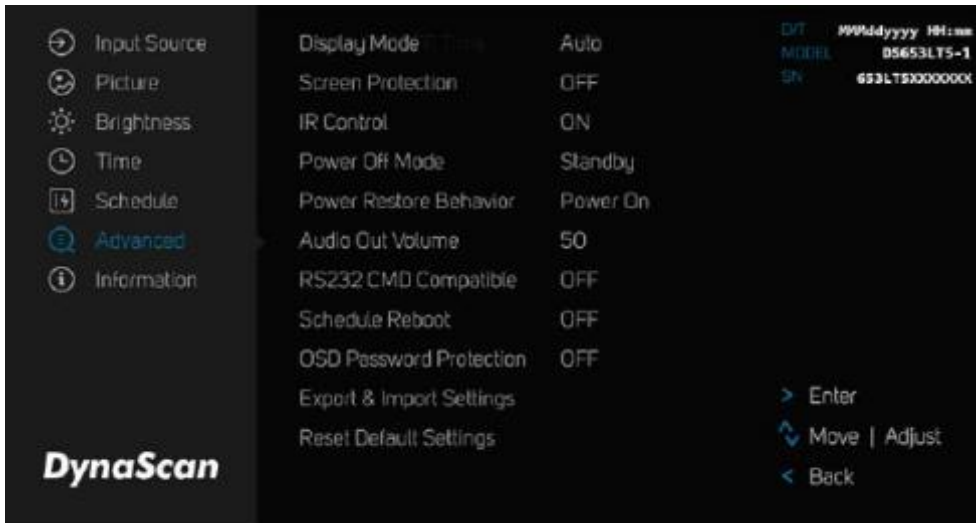 Input Source
Picture
Brightness
Time
Schedule
Advanced
Information
DynaScan
Display Mode Auto
Screen Protection OFF
IR Control ON
Power Off Mode Standby
Power Restore Behavior Power On
Audio Out Volume 50
RS232 CMD Compatible OFF
Schedule Reboot OFF
OSD Password Protection OFF
Export & Import Settings
Reset Default Settings
D/T MMMddyyyy HH:mm
MODEL DS653LT5-1
SN 653LTSXXXXXXX
> Enter
Move | Adjust
< Back